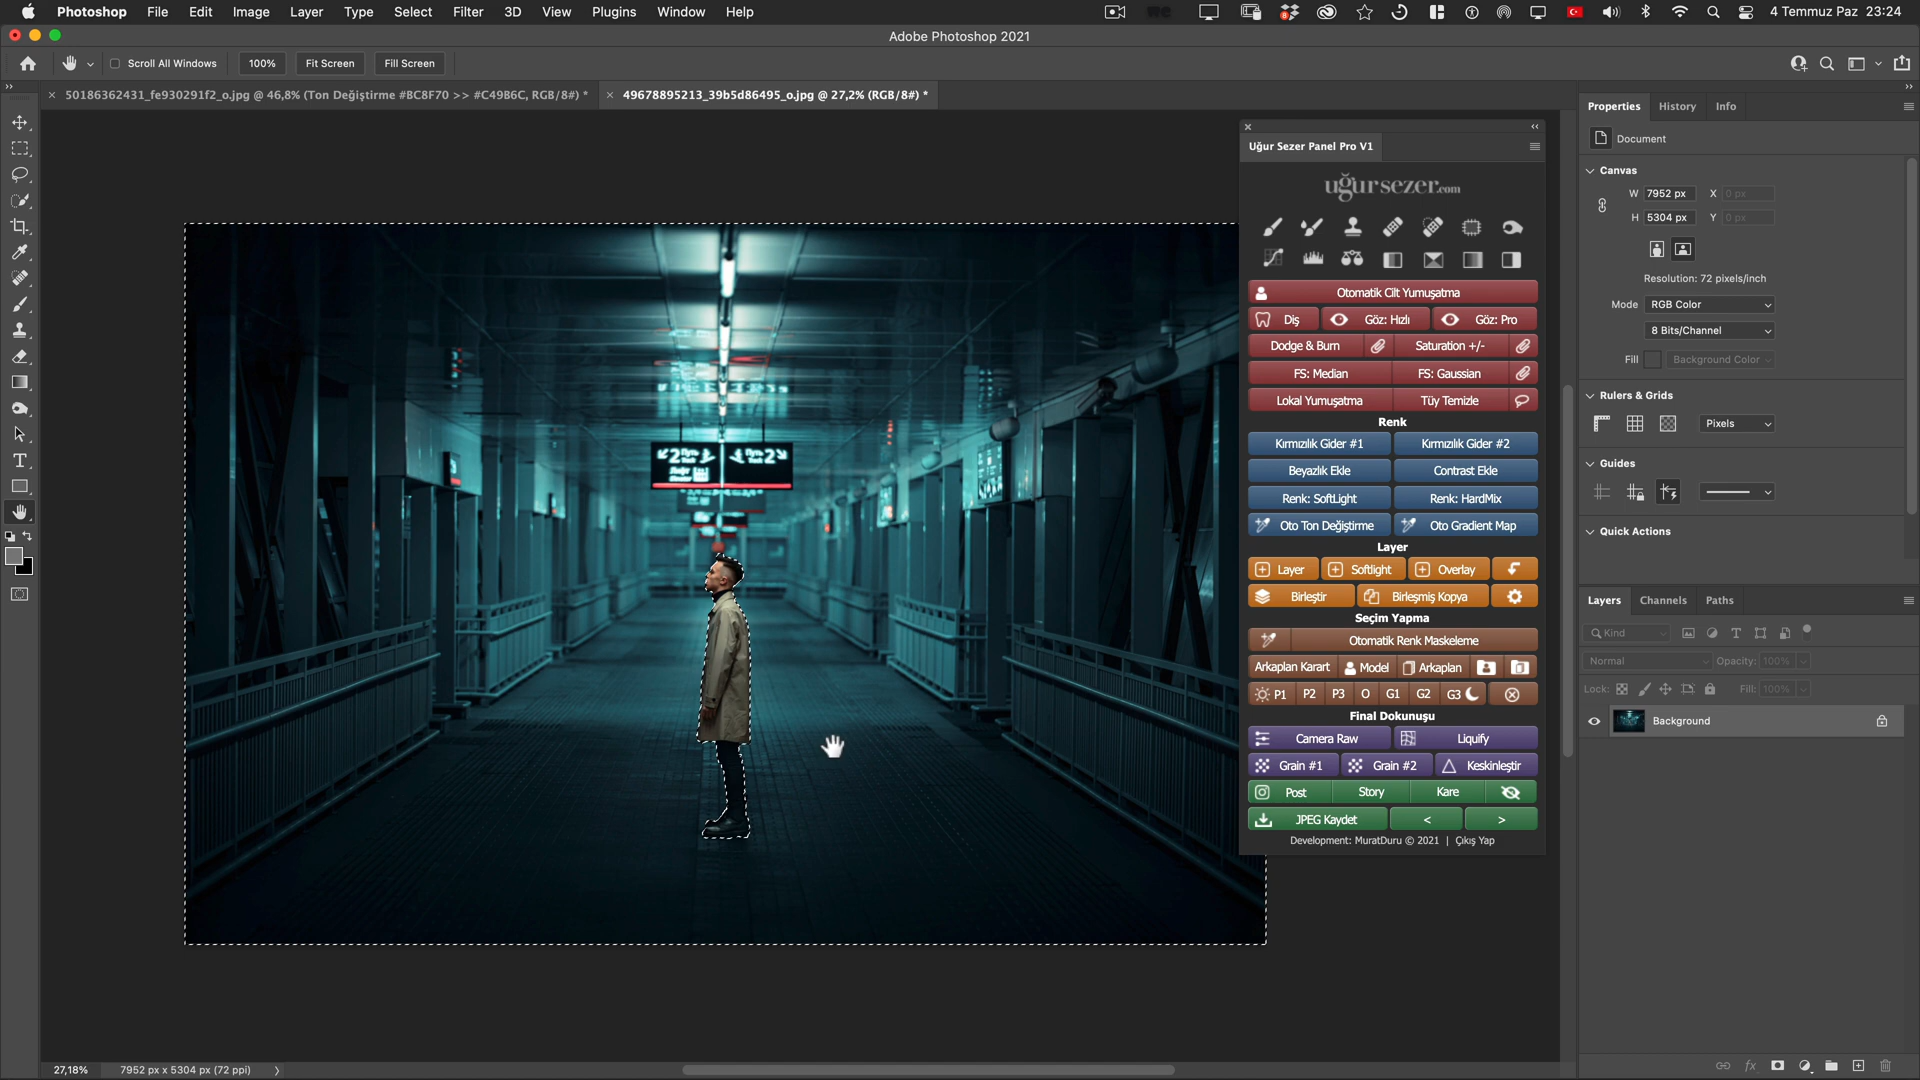 Photoshop File Edit Image Layer Type Select Filter 3D View Plugins Window Help 4 Temmuz Paz 23:24
Adobe Photoshop 2021
Scroll All Windows 100% Fit Screen Fill Screen
50186362431_fe930291f2_o.jpg @ 46,8% (Ton Değiştirme #BC8F70 >> #C49B6C, RGB/8#) *
49678895213_39b5d86495_o.jpg @ 27,2% (RGB/8#) *
Uğur Sezer Panel Pro V1
uğursezer.com
Otomatik Cilt Yumuşatma
Diş Göz: Hızlı Göz: Pro
Dodge & Burn Saturation +/-
FS: Median FS: Gaussian
Lokal Yumuşatma Tüy Temizle
Renk
Kırmızılık Gider #1 Kırmızılık Gider #2
Beyazlık Ekle Contrast Ekle
Renk: SoftLight Renk: HardMix
Oto Ton Değiştirme Oto Gradient Map
Layer
Layer Softlight Overlay
Birleştir Birleşmiş Kopya
Seçim Yapma
Otomatik Renk Maskeleme
Arkaplan Karart Model Arkaplan
P1 P2 P3 O G1 G2 G3
Final Dokunuşu
Camera Raw Liquify
Grain #1 Grain #2 Keskinleştir
Post Story Kare
JPEG Kaydet < >
Development: MuratDuru © 2021 | Çıkış Yap
2 Путь 2
Properties History Info
Document
Canvas
W 7952 px X 0 px
H 5304 px Y 0 px
Resolution: 72 pixels/inch
Mode RGB Color
8 Bits/Channel
Fill Background Color
Rulers & Grids
Pixels
Guides
Quick Actions
Layers Channels Paths
Kind
Normal Opacity: 100%
Lock: Fill: 100%
Background
27,18% 7952 px x 5304 px (72 ppi)